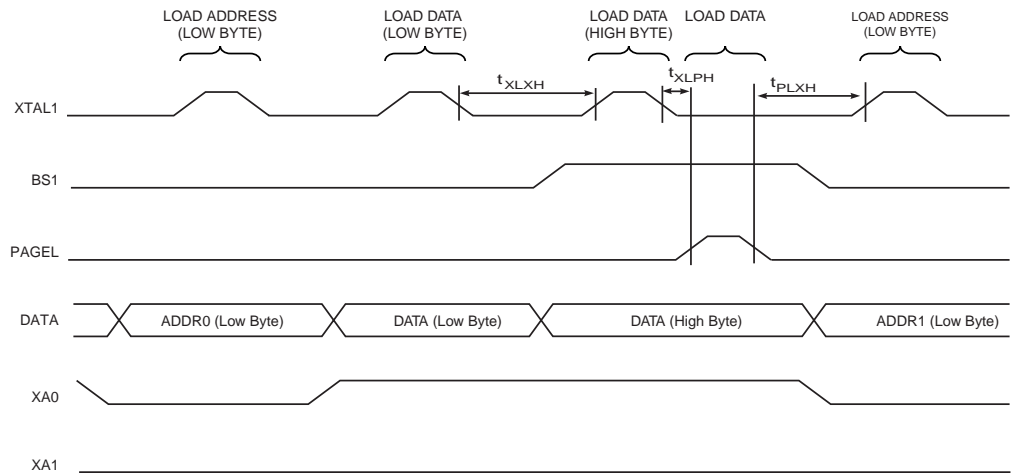 LOAD ADDRESS
(LOW BYTE)
LOAD DATA
(LOW BYTE)
LOAD DATA
(HIGH BYTE)
LOAD DATA
LOAD ADDRESS
(LOW BYTE)
tXLXH
tXLPH
tPLXH
XTAL1
BS1
PAGEL
DATA
ADDR0 (Low Byte)
DATA (Low Byte)
DATA (High Byte)
ADDR1 (Low Byte)
XA0
XA1